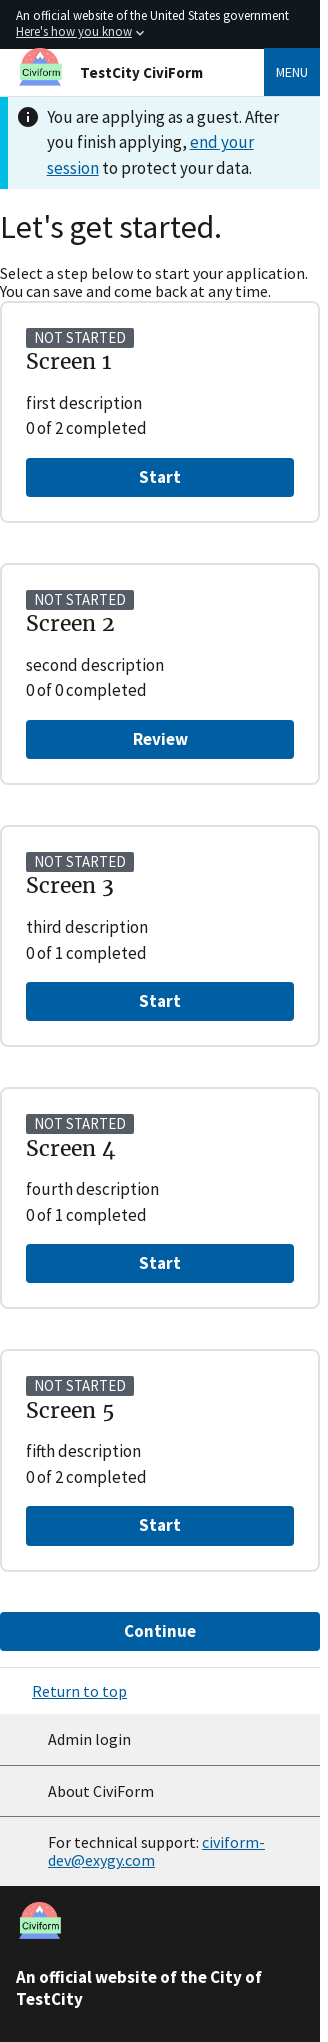 An official website of the United States government
Here's how you know
Civiform
TestCity CiviForm
MENU
You are applying as a guest. After
you finish applying, end your
session to protect your data.
Let's get started.
Select a step below to start your application.
You can save and come back at any time.
NOT STARTED
Screen 1
first description
0 of 2 completed
Start
NOT STARTED
Screen 2
second description
0 of 0 completed
Review
NOT STARTED
Screen 3
third description
0 of 1 completed
Start
NOT STARTED
Screen 4
fourth description
0 of 1 completed
Start
NOT STARTED
Screen 5
fifth description
0 of 2 completed
Start
Continue
Return to top
Admin login
About CiviForm
For technical support: civiform-
dev@exygy.com
Civiform
An official website of the City of
TestCity